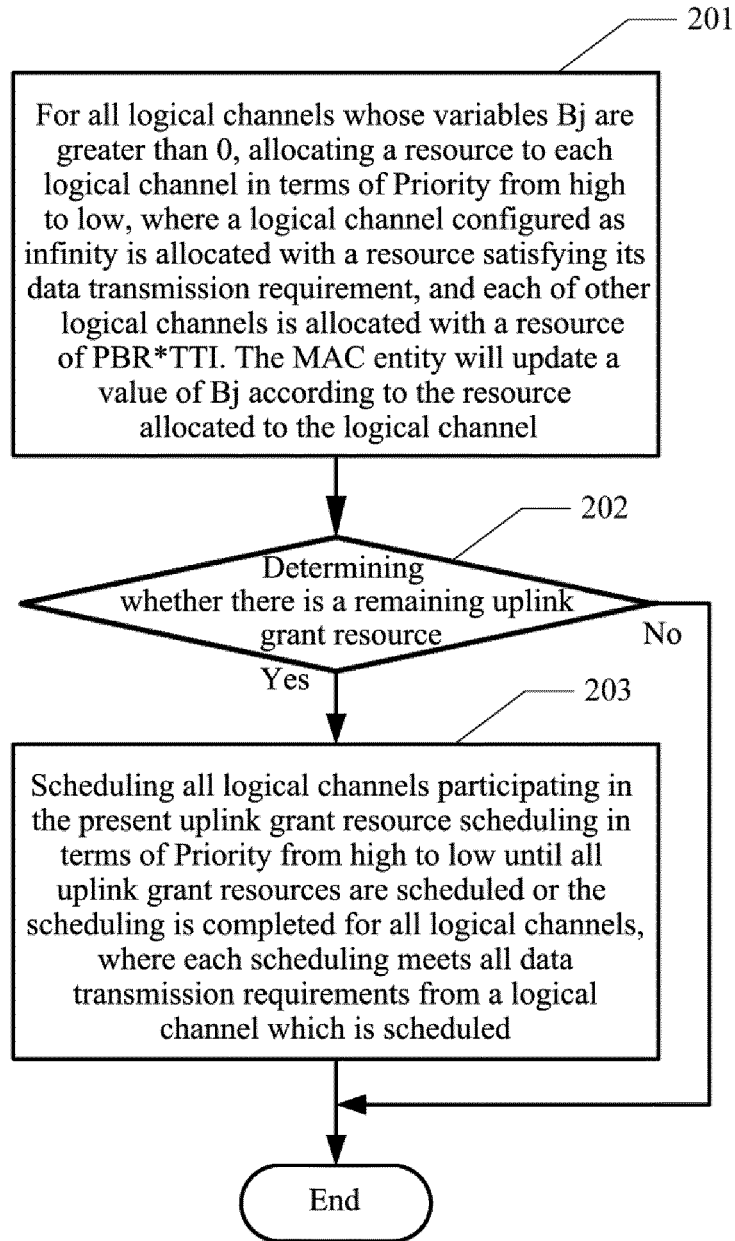 201
For all logical channels whose variables Bj are
greater than 0, allocating a resource to each
logical channel in terms of Priority from high
to low, where a logical channel configured as
infinity is allocated with a resource satisfying its
data transmission requirement, and each of other
logical channels is allocated with a resource
of PBR*TTI. The MAC entity will update a
value of Bj according to the resource
allocated to the logical channel
202
Determining
whether there is a remaining uplink
grant resource
No
Yes
203
Scheduling all logical channels participating in
the present uplink grant resource scheduling in
terms of Priority from high to low until all
uplink grant resources are scheduled or the
scheduling is completed for all logical channels,
where each scheduling meets all data
transmission requirements from a logical
channel which is scheduled
End